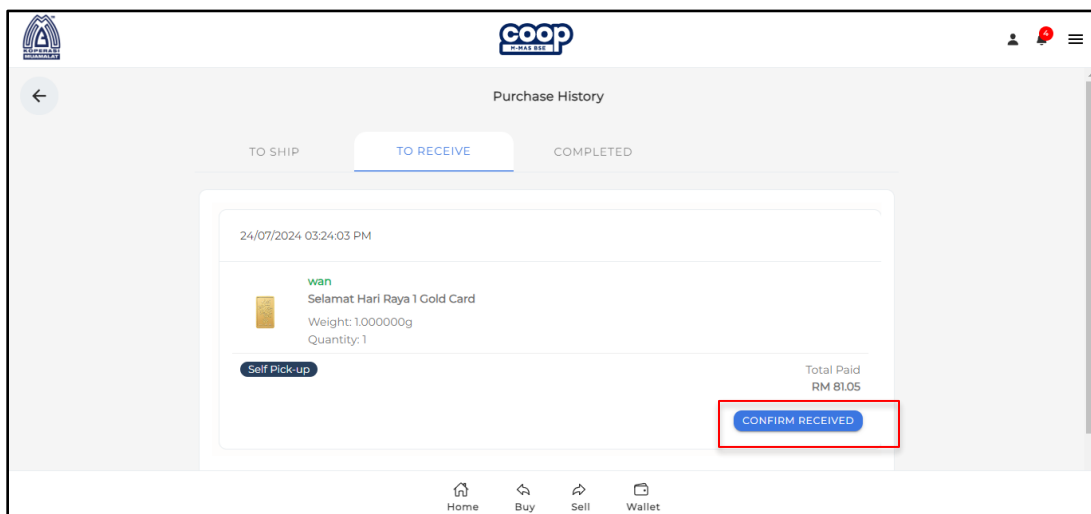 KOPERASI
MUAMALAT
coop
M-MAS BSE
4
Purchase History
TO SHIP
TO RECEIVE
COMPLETED
24/07/2024 03:24:03 PM
wan
Selamat Hari Raya 1 Gold Card
Weight: 1.000000g
Quantity: 1
Self Pick-up
Total Paid
RM 81.05
CONFIRM RECEIVED
Home
Buy
Sell
Wallet